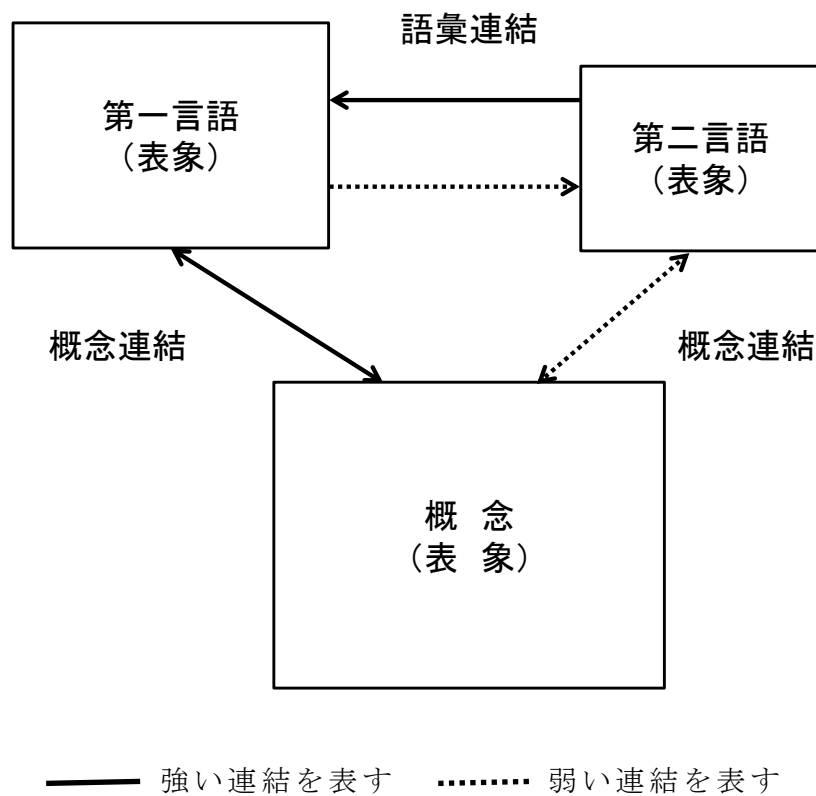 語彙連結
第一言語
（表象）
第二言語
（表象）
概念連結
概念連結
概 念
（表 象）
強い連結を表す
弱い連結を表す